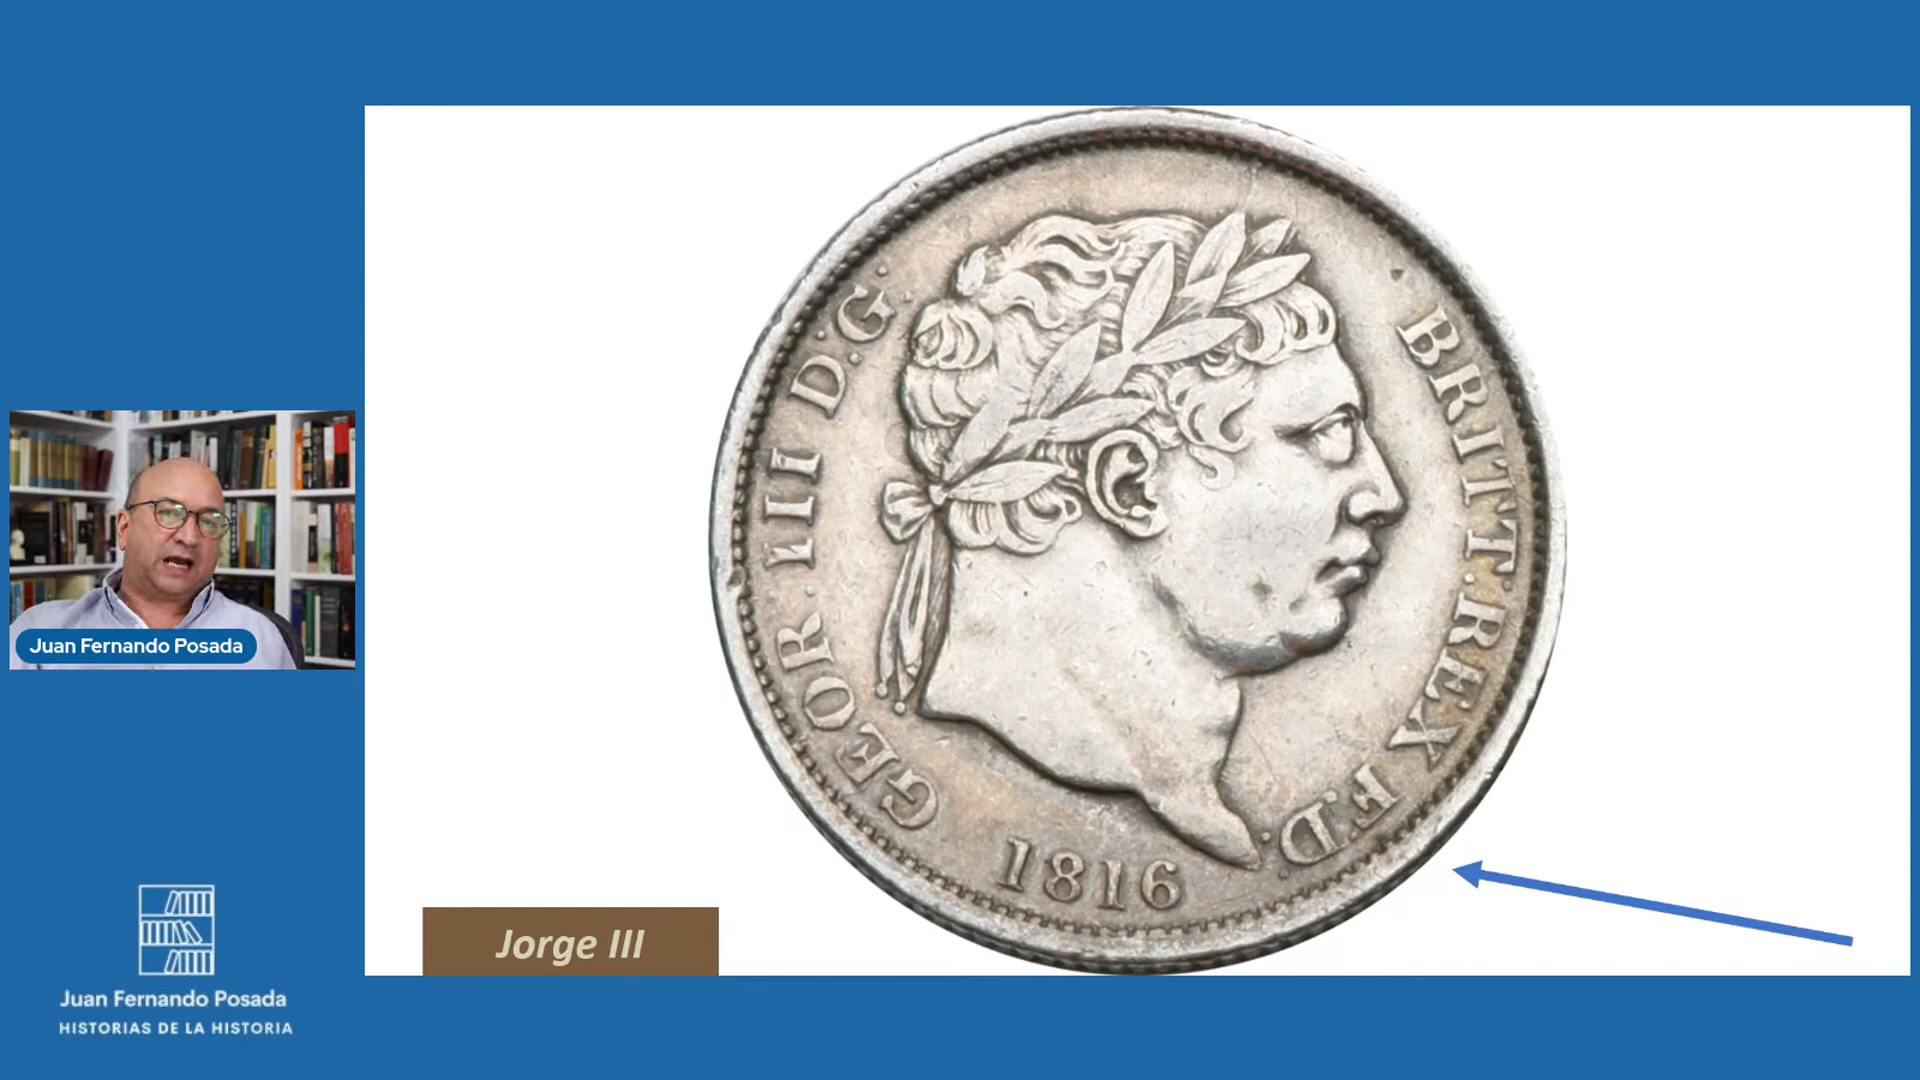 GEOR·III D:G:
BRITT·REX F:D·
1816
Juan Fernando Posada
Jorge III
Juan Fernando Posada
HISTORIAS DE LA HISTORIA